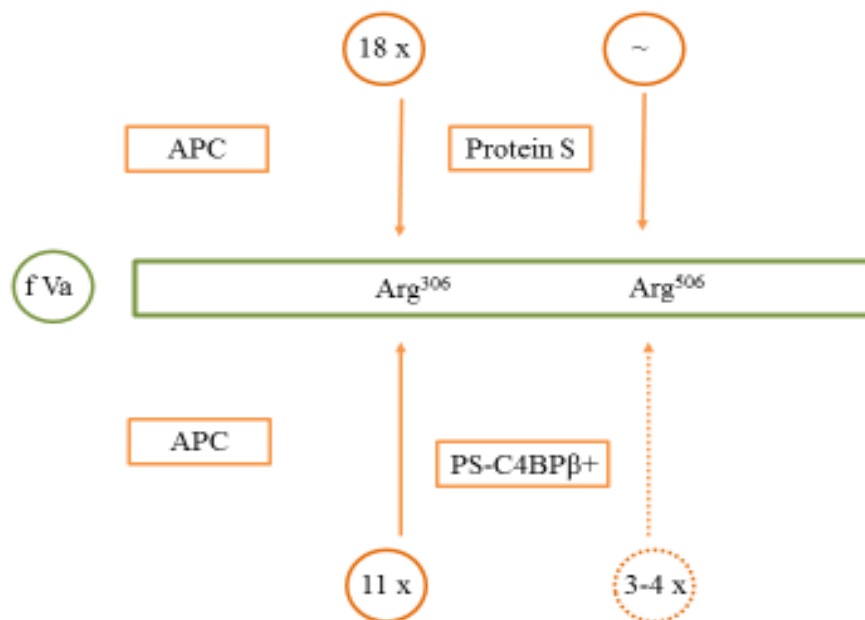 18 x
~
APC
Protein S
f Va
Arg³⁰⁶
Arg⁵⁰⁶
APC
PS-C4BPβ+
11 x
3-4 x